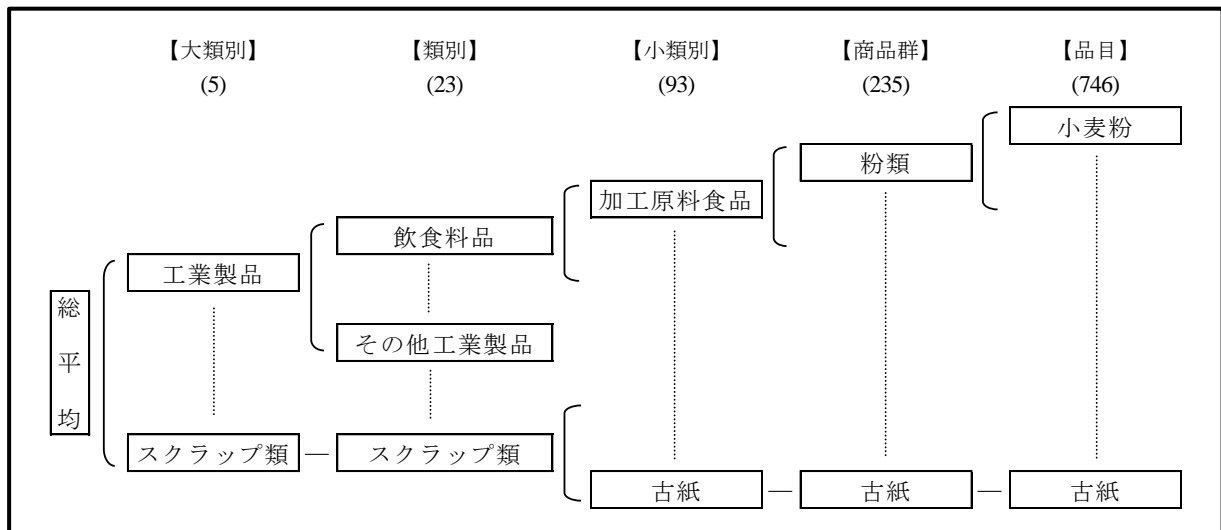 【大類別】 【類別】 【小類別】 【商品群】 【品目】
(5) (23) (93) (235) (746)
小麦粉
粉類
加工原料食品
飲食料品
工業製品
総平均
その他工業製品
スクラップ類 ― スクラップ類
古紙 ― 古紙 ― 古紙